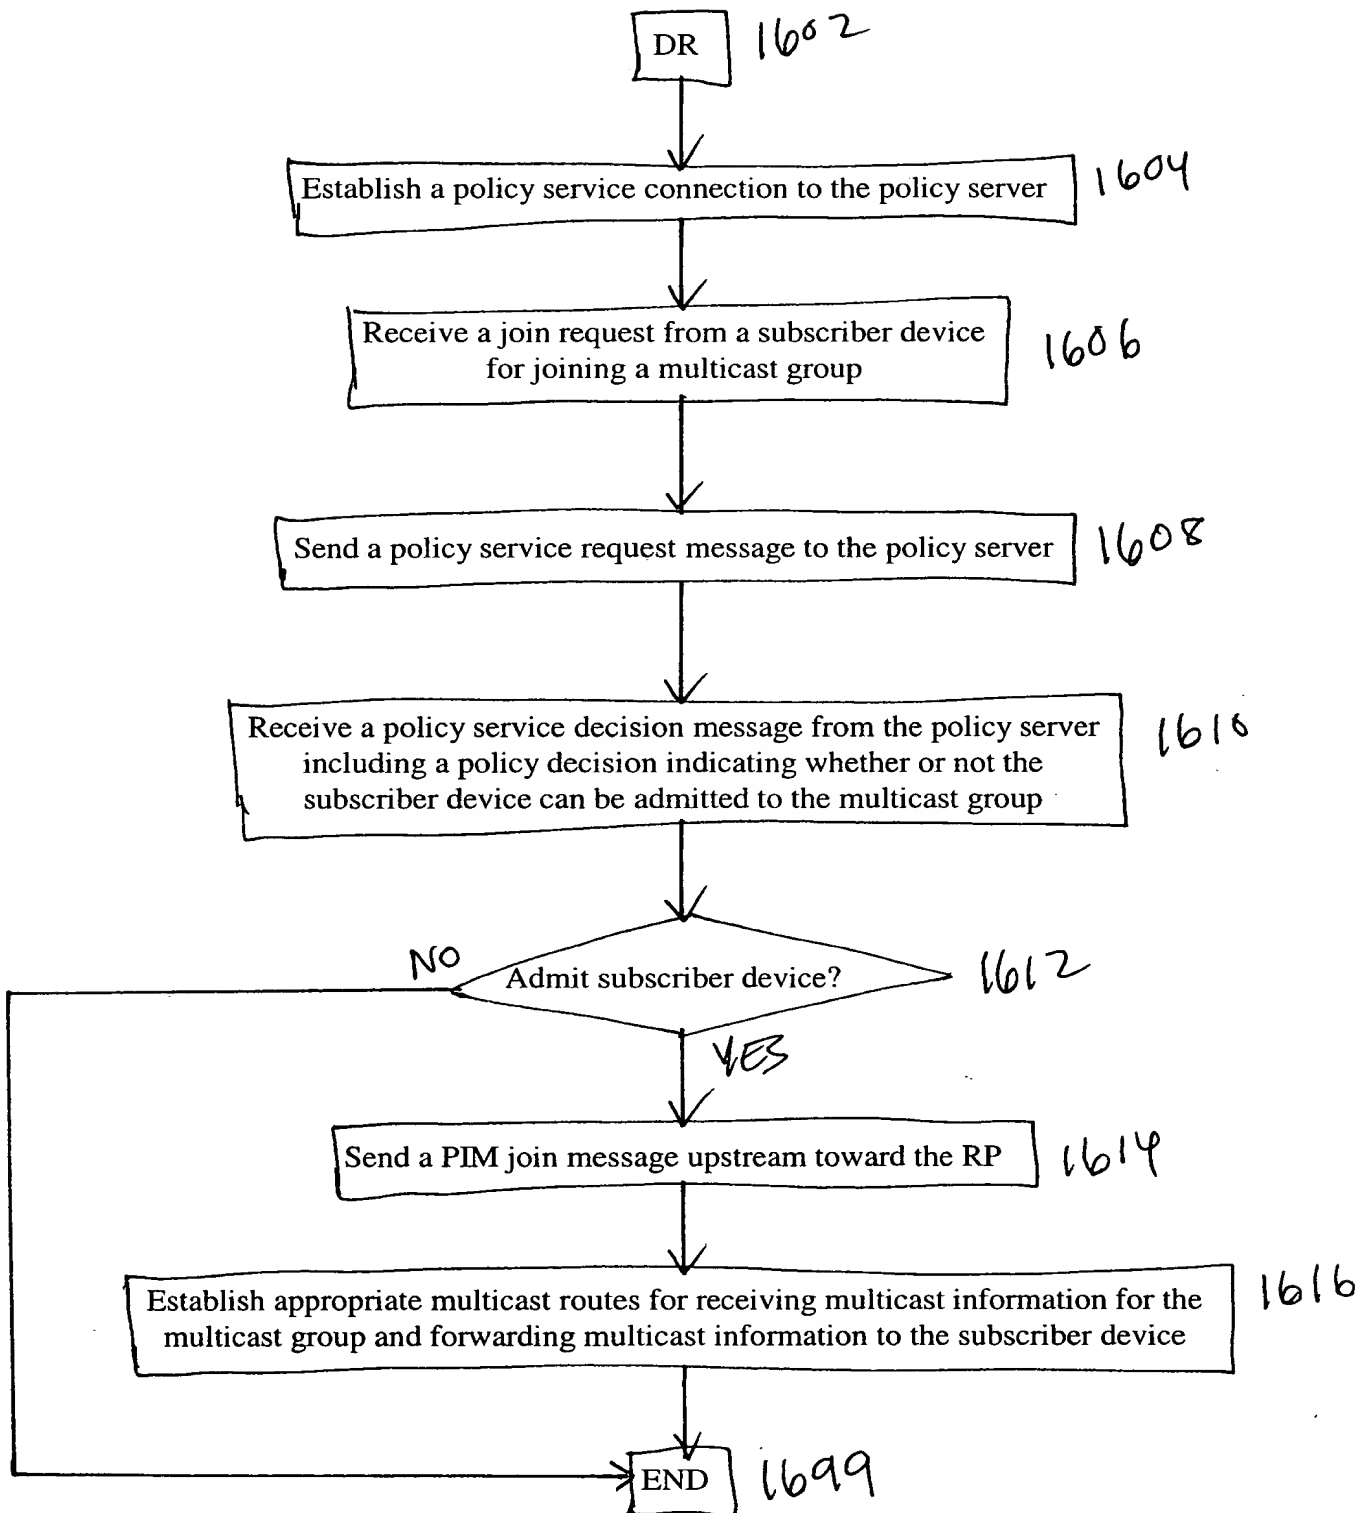 DR 1602
Establish a policy service connection to the policy server 1604
Receive a join request from a subscriber device
for joining a multicast group
1606
Send a policy service request message to the policy server 1608
Receive a policy service decision message from the policy server
including a policy decision indicating whether or not the
subscriber device can be admitted to the multicast group
1610
NO
Admit subscriber device? 1612
YES
Send a PIM join message upstream toward the RP 1614
Establish appropriate multicast routes for receiving multicast information for the
multicast group and forwarding multicast information to the subscriber device
1616
END 1699